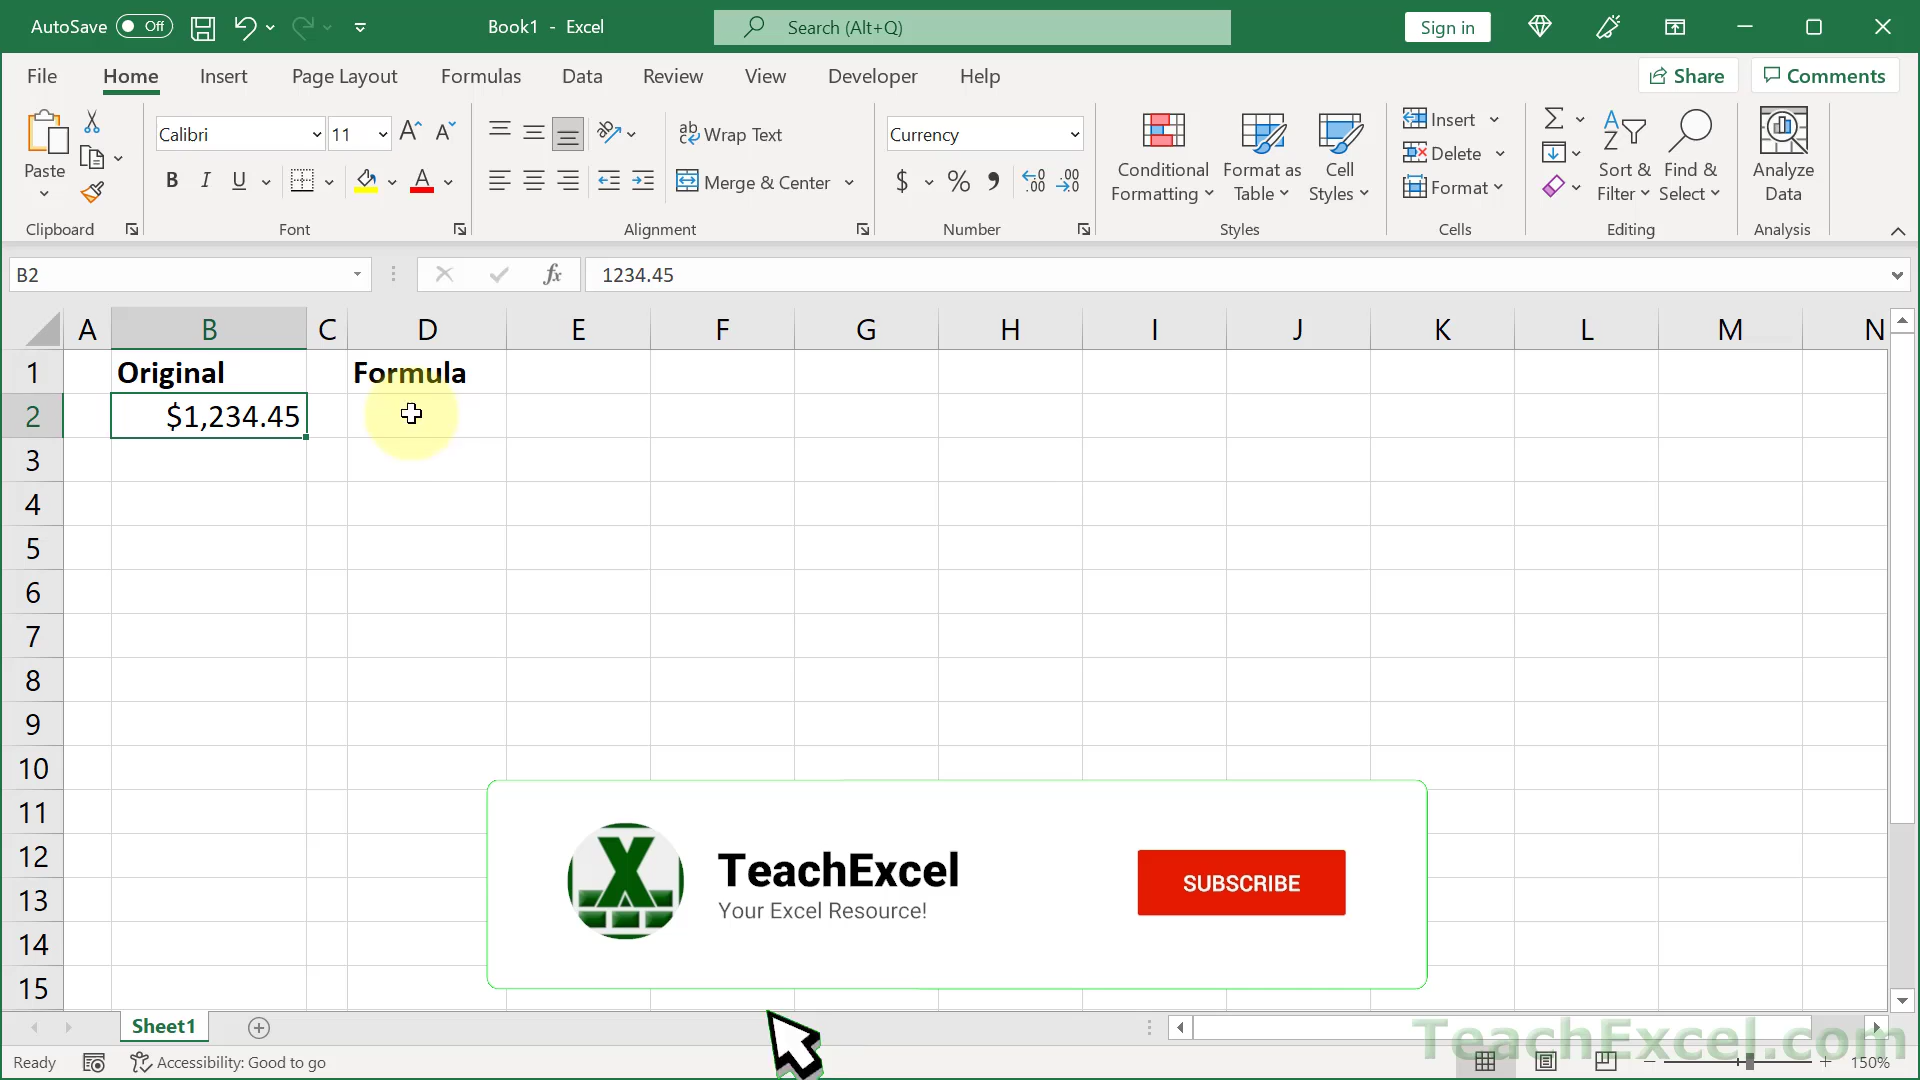 AutoSave Off Book1 - Excel Search (Alt+Q) Sign in
File Home Insert Page Layout Formulas Data Review View Developer Help Share Comments
Paste Calibri 11 Wrap Text Currency Conditional Formatting Format as Table Cell Styles Insert Sort & Filter Find & Select Analyze Data
B I U Merge & Center $ % Delete
Format
Clipboard Font Alignment Number Styles Cells Editing Analysis
B2 fx 1234.45
A B C D E F G H I J K L M N
1 Original Formula
2 $1,234.45
3
4
5
6
7
8
9
10
11
12
13
14
15
TeachExcel
Your Excel Resource!
SUBSCRIBE
Sheet1
TeachExcel.com
Ready Accessibility: Good to go 150%